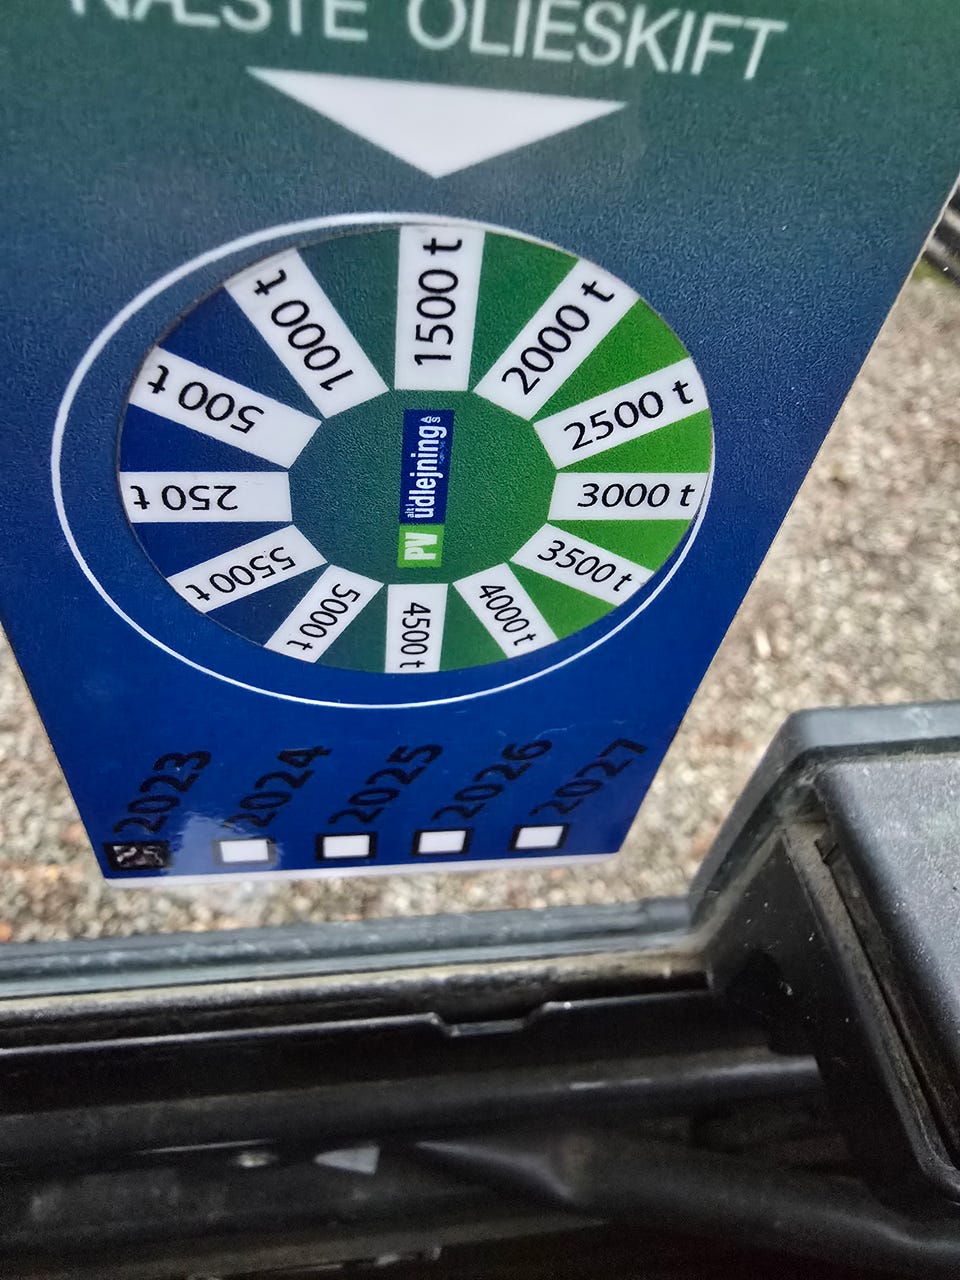 NÆSTE OLIESKIFT
1500 t
2000 t
2500 t
3000 t
3500 t
4000 t
4500 t
5000 t
5500 t
250 t
500 t
1000 t
PV alt i udlejning A/S
2023
2024
2025
2026
2027